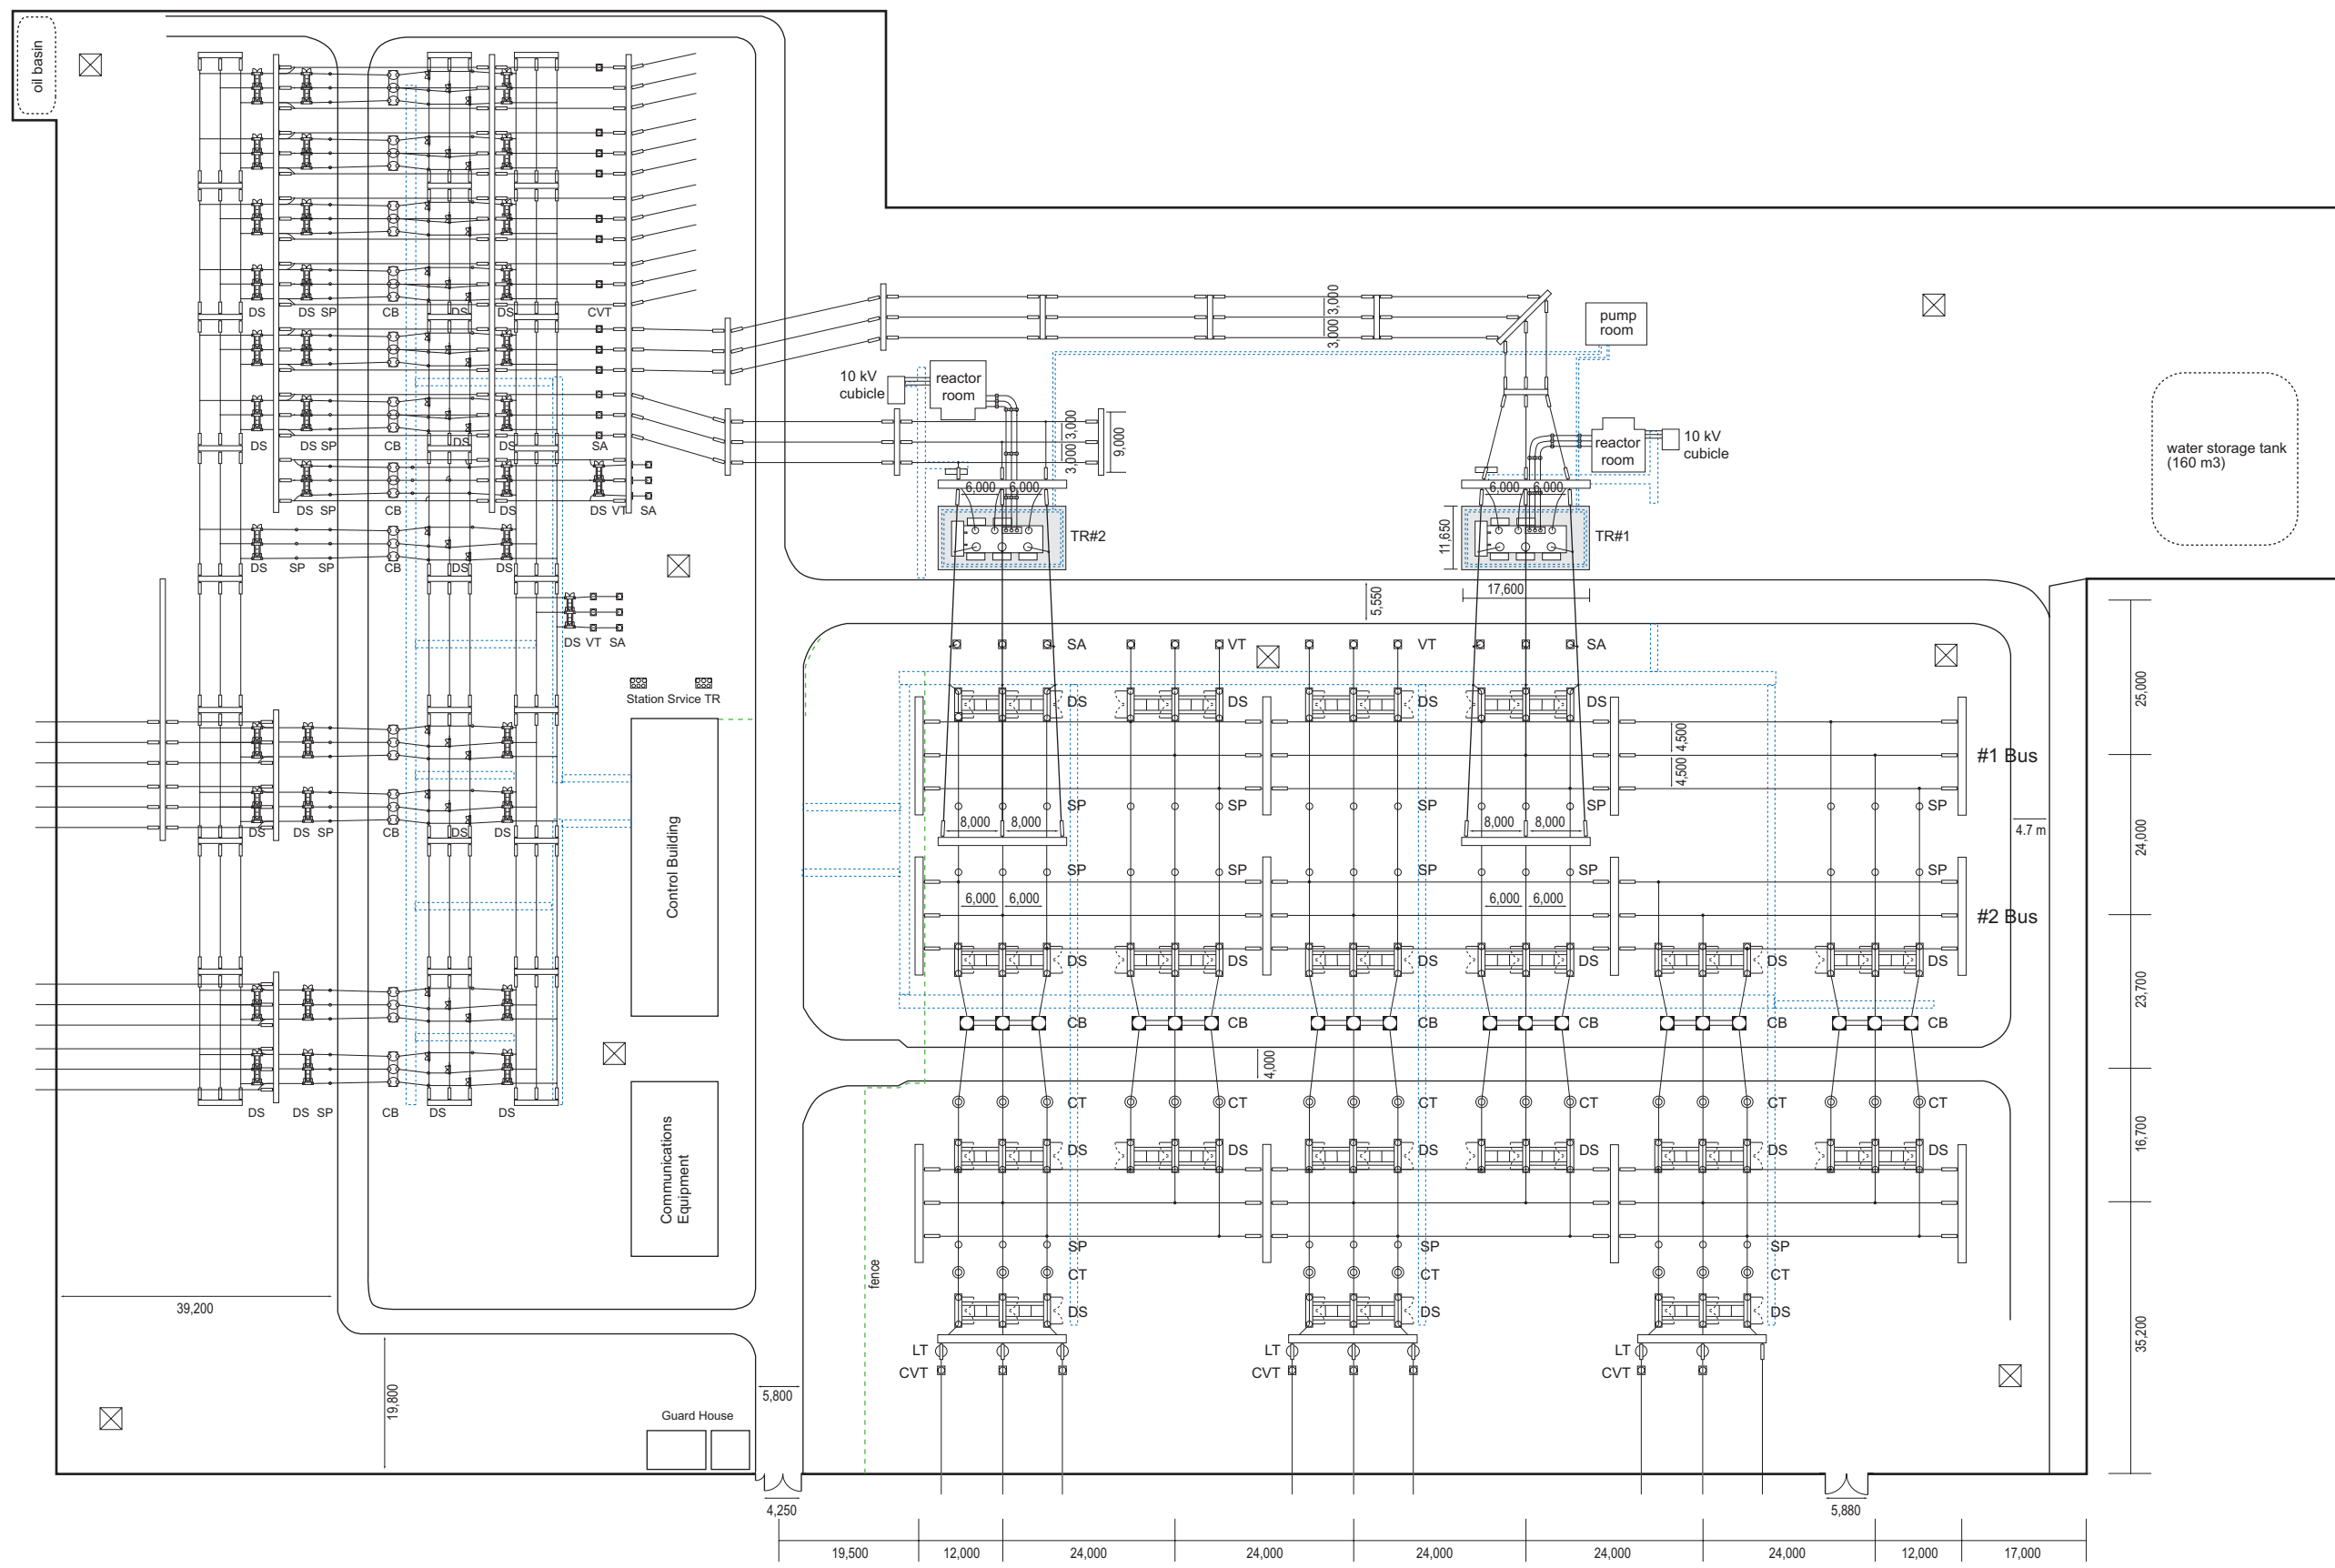 oil basin
DS DS SP CB DS DS CVT
3,000 3,000
pump
room
10 kV
cubicle
reactor
room
3,000 3,000
9,000
reactor
room
10 kV
cubicle
water storage tank
(160 m3)
DS DS SP CB DS DS SA
6,000 6,000
6,000 6,000
DS SP CB DS DS VT SA
TR#2
11,650
TR#1
DS SP SP CB DS DS
5,550
17,600
DS VT SA
SA
VT
VT
SA
Station Srvice TR
DS
DS
DS
DS
25,000
4,500
4,500
#1 Bus
SP
SP
SP
SP
SP
8,000 8,000
8,000 8,000
4.7 m
24,000
DS DS SP CB DS DS
Control Building
SP
SP
SP
SP
SP
6,000 6,000
6,000 6,000
#2 Bus
DS
DS
DS
DS
DS
DS
23,700
CB
CB
CB
CB
CB
CB
4,000
CT
CT
CT
CT
CT
CT
DS DS SP CB DS DS
Communications
Equipment
16,700
DS
DS
DS
DS
DS
DS
SP
SP
SP
fence
CT
CT
CT
39,200
DS
DS
DS
35,200
LT
LT
LT
CVT
CVT
CVT
19,800
5,800
Guard House
4,250
5,880
19,500 12,000 24,000 24,000 24,000 24,000 24,000 12,000 17,000